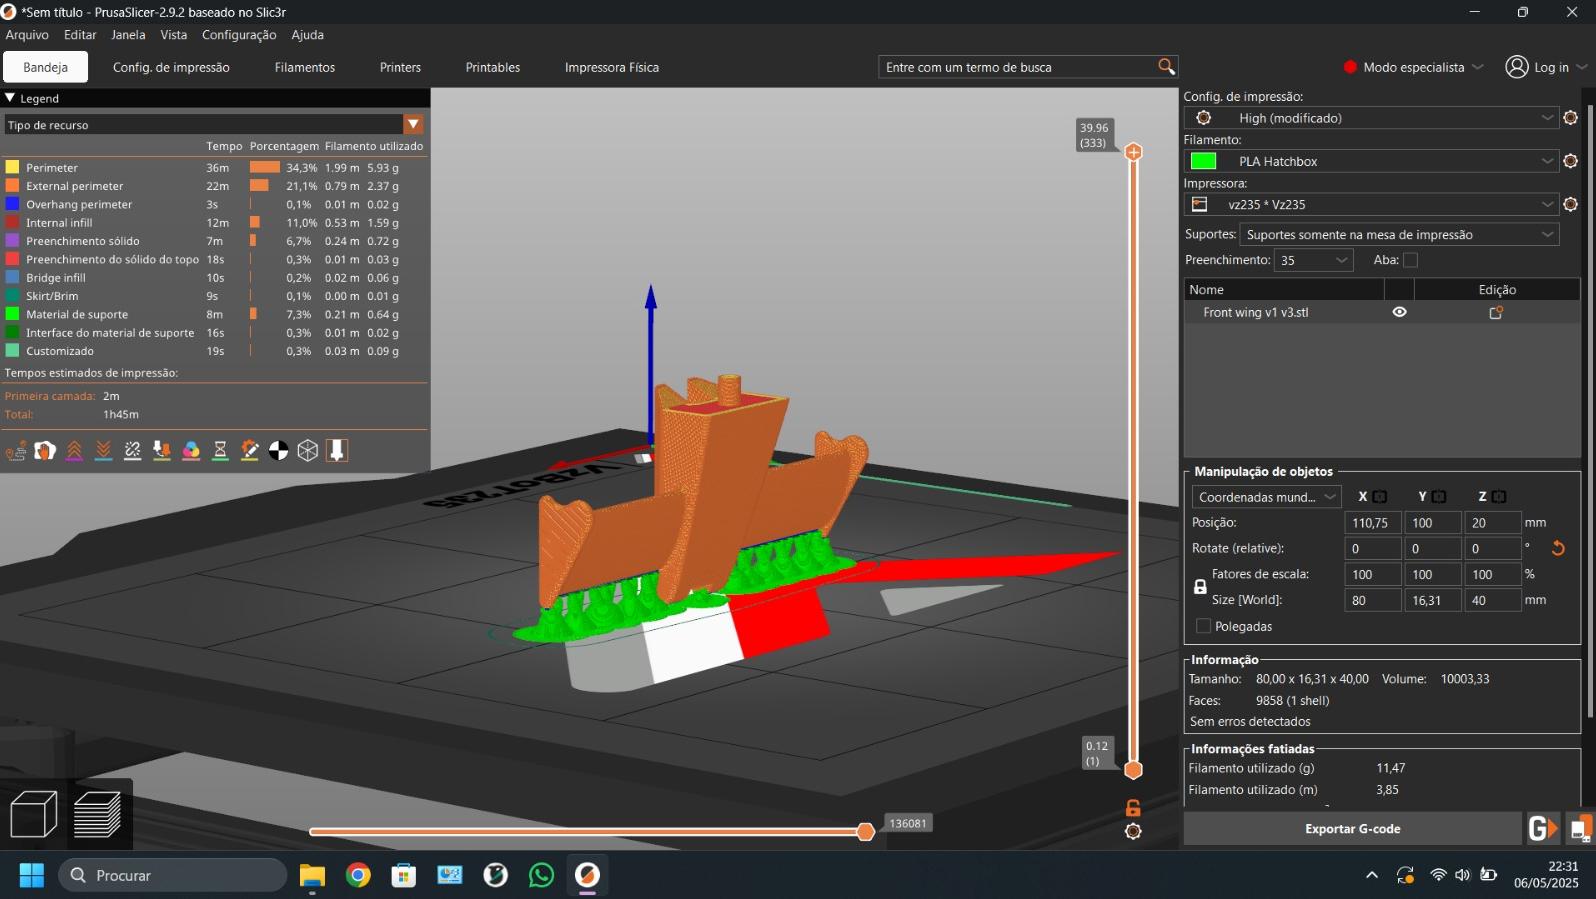 *Sem título - PrusaSlicer-2.9.2 baseado no Slic3r
Arquivo Editar Janela Vista Configuração Ajuda
Bandeja Config. de impressão Filamentos Printers Printables Impressora Física Entre com um termo de busca Modo especialista Log in
Legend
Tipo de recurso
Tempo Porcentagem Filamento utilizado
Perimeter 36m 34,3% 1.99 m 5.93 g
External perimeter 22m 21,1% 0.79 m 2.37 g
Overhang perimeter 3s 0,1% 0.01 m 0.02 g
Internal infill 12m 11,0% 0.53 m 1.59 g
Preenchimento sólido 7m 6,7% 0.24 m 0.72 g
Preenchimento do sólido do topo 18s 0,3% 0.01 m 0.03 g
Bridge infill 10s 0,2% 0.02 m 0.06 g
Skirt/Brim 9s 0,1% 0.00 m 0.01 g
Material de suporte 8m 7,3% 0.21 m 0.64 g
Interface do material de suporte 16s 0,3% 0.01 m 0.02 g
Customizado 19s 0,3% 0.03 m 0.09 g
Tempos estimados de impressão:
Primeira camada: 2m
Total: 1h45m
39.96
(333)
VzBoT235
0.12
(1)
136081
Config. de impressão:
High (modificado)
Filamento:
PLA Hatchbox
Impressora:
vz235 * Vz235
Suportes: Suportes somente na mesa de impressão
Preenchimento: 35 Aba:
Nome Edição
Front wing v1 v3.stl
Manipulação de objetos
Coordenadas mund... X Y Z
Posição: 110,75 100 20 mm
Rotate (relative): 0 0 0 °
Fatores de escala: 100 100 100 %
Size [World]: 80 16,31 40 mm
Polegadas
Informação
Tamanho: 80,00 x 16,31 x 40,00 Volume: 10003,33
Faces: 9858 (1 shell)
Sem erros detectados
Informações fatiadas
Filamento utilizado (g) 11,47
Filamento utilizado (m) 3,85
Exportar G-code
G
Procurar
22:31
06/05/2025